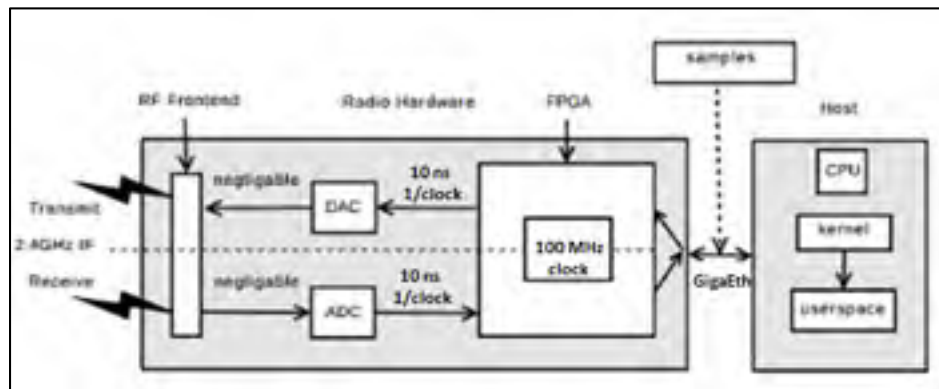 samples
RF Frontend
Radio Hardware
FPGA
Host
negligable
DAC
10 ns
1/clock
CPU
Transmit
kernel
2.4GHz IF
100 MHz
clock
GigaEth
Receive
negligable
ADC
10 ns
1/clock
userspace